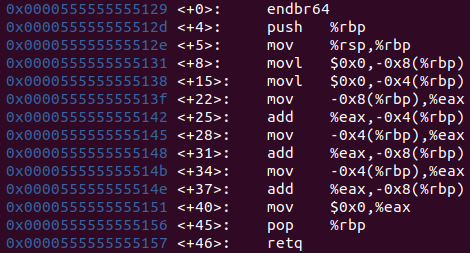 0x0000555555555129 <+0>: endbr64
0x000055555555512d <+4>: push %rbp
0x000055555555512e <+5>: mov %rsp,%rbp
0x0000555555555131 <+8>: movl $0x0,-0x8(%rbp)
0x0000555555555138 <+15>: movl $0x0,-0x4(%rbp)
0x000055555555513f <+22>: mov -0x8(%rbp),%eax
0x0000555555555142 <+25>: add %eax,-0x4(%rbp)
0x0000555555555145 <+28>: mov -0x4(%rbp),%eax
0x0000555555555148 <+31>: add %eax,-0x8(%rbp)
0x000055555555514b <+34>: mov -0x4(%rbp),%eax
0x000055555555514e <+37>: add %eax,-0x8(%rbp)
0x0000555555555151 <+40>: mov $0x0,%eax
0x0000555555555156 <+45>: pop %rbp
0x0000555555555157 <+46>: retq